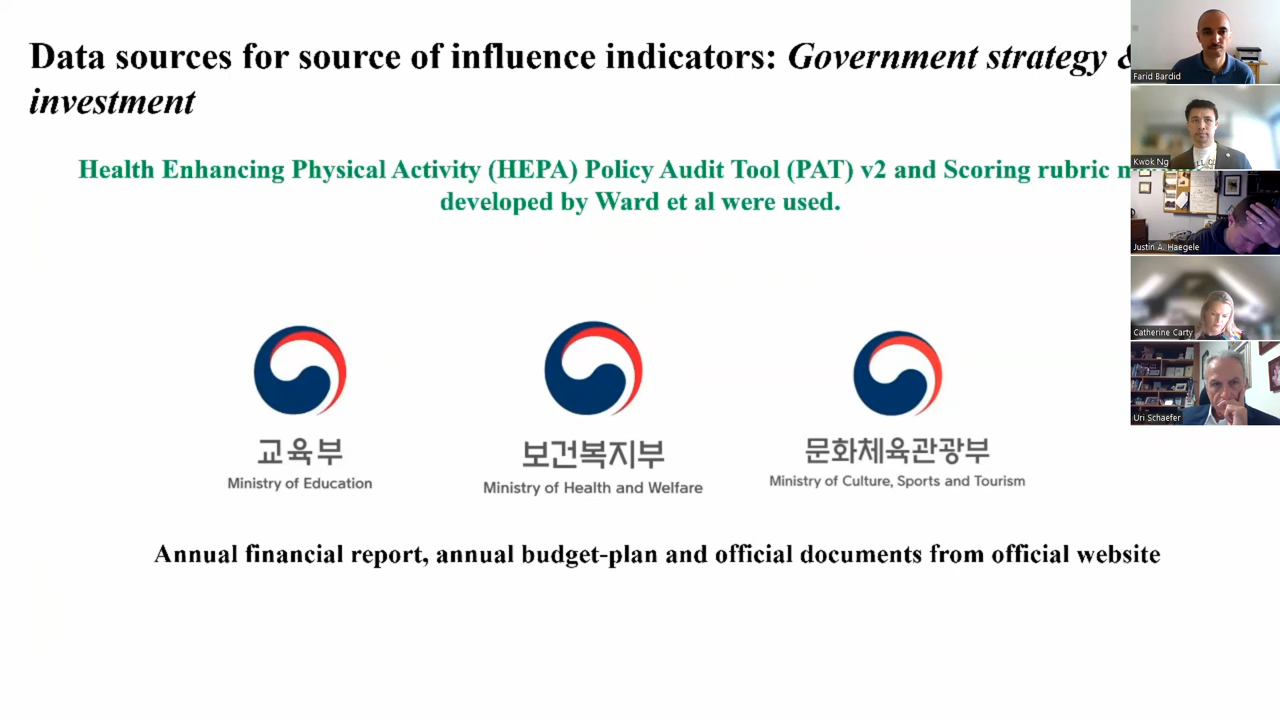 Data sources for source of influence indicators: Government strategy &
investment
Health Enhancing Physical Activity (HEPA) Policy Audit Tool (PAT) v2 and Scoring rubric
developed by Ward et al were used.
교육부
Ministry of Education
보건복지부
Ministry of Health and Welfare
문화체육관광부
Ministry of Culture, Sports and Tourism
Annual financial report, annual budget-plan and official documents from official website
Farid Bardid
Kwok Ng
Justin A. Haegele
Catherine Carty
Uri Schaefer